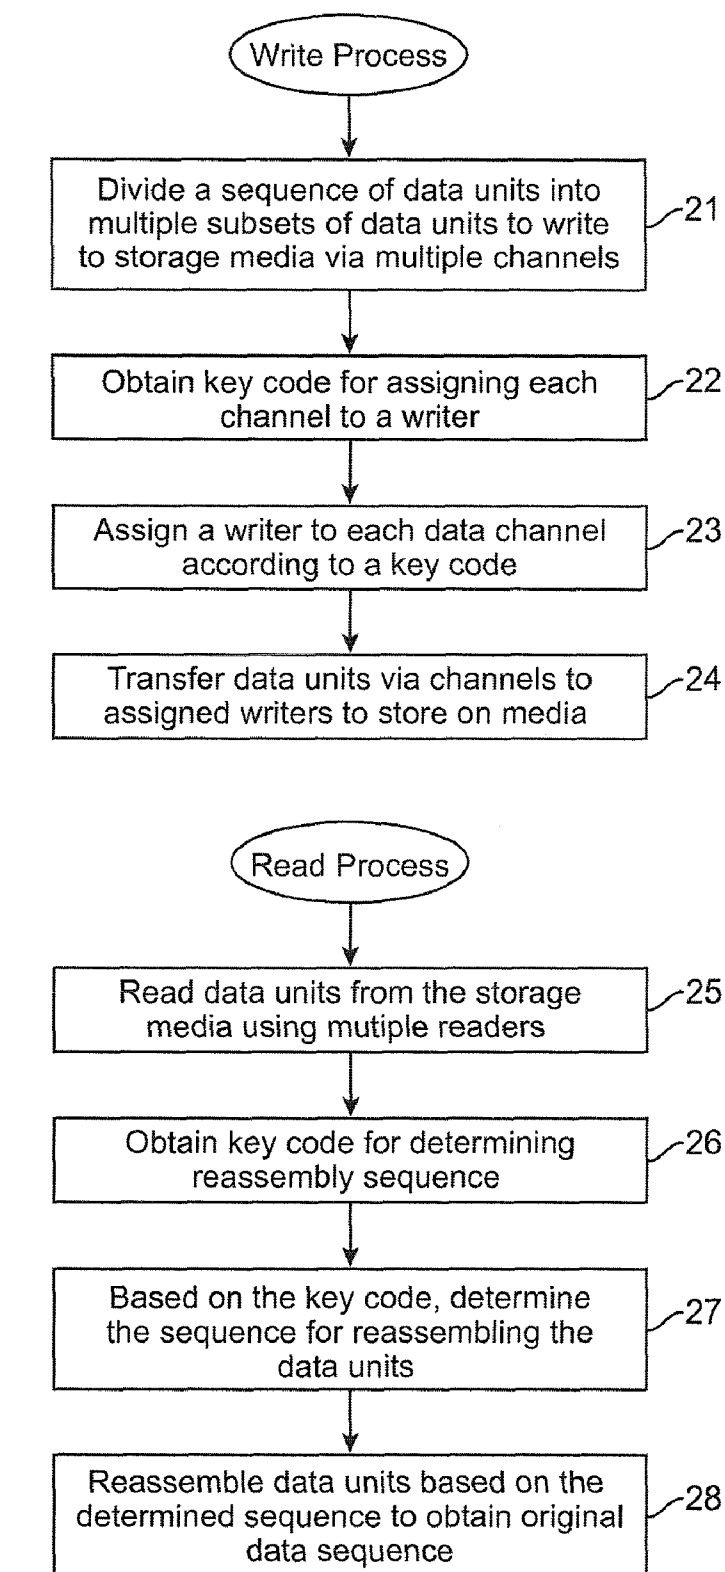 Write Process
Divide a sequence of data units into
multiple subsets of data units to write
to storage media via multiple channels
21
Obtain key code for assigning each
channel to a writer
22
Assign a writer to each data channel
according to a key code
23
Transfer data units via channels to
assigned writers to store on media
24
Read Process
Read data units from the storage
media using mutiple readers
25
Obtain key code for determining
reassembly sequence
26
Based on the key code, determine
the sequence for reassembling the
data units
27
Reassemble data units based on the
determined sequence to obtain original
data sequence
28